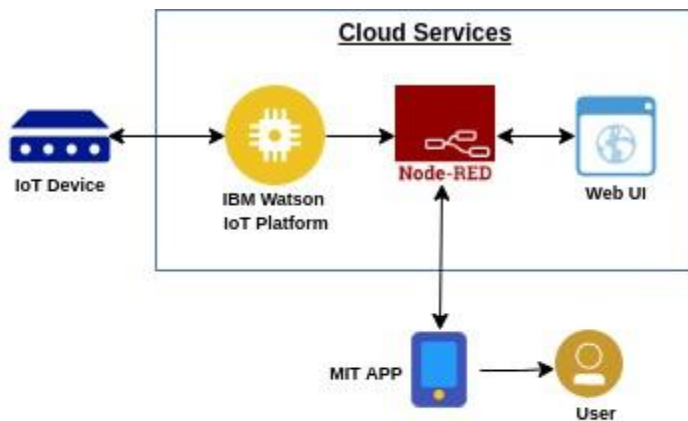 Cloud Services
IoT Device
IBM Watson
IoT Platform
Node-RED
Web UI
MIT APP
User